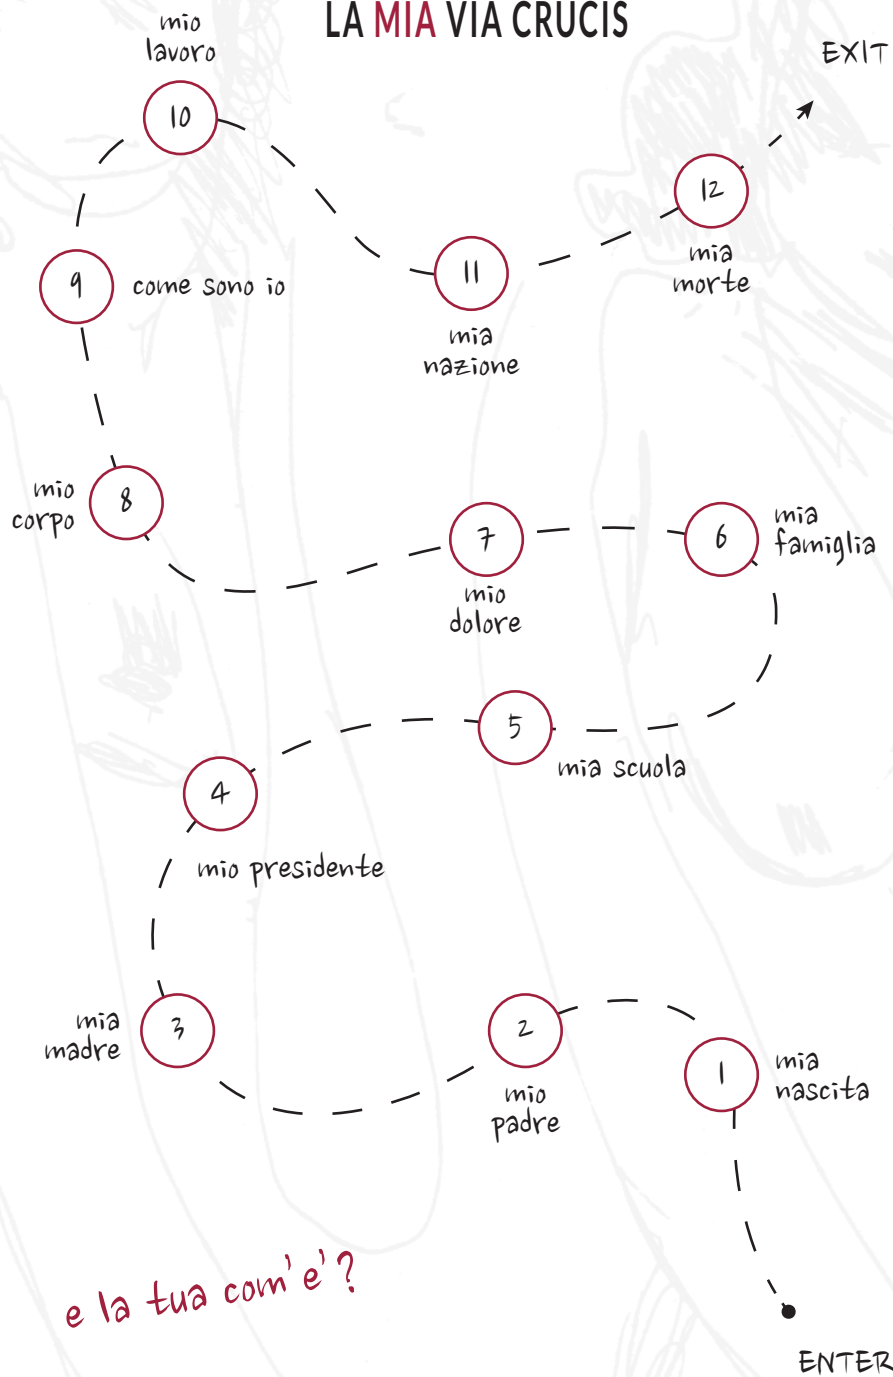 LA MIA VIA CRUCIS
mio
lavoro
EXIT
10
12
mia
morte
11
mia
nazione
9
come sono io
8
mio
corpo
7
mio
dolore
6
mia
famiglia
5
mia scuola
4
mio presidente
3
mia
madre
2
mio
padre
1
mia
nascita
e la tua com'e'?
ENTER